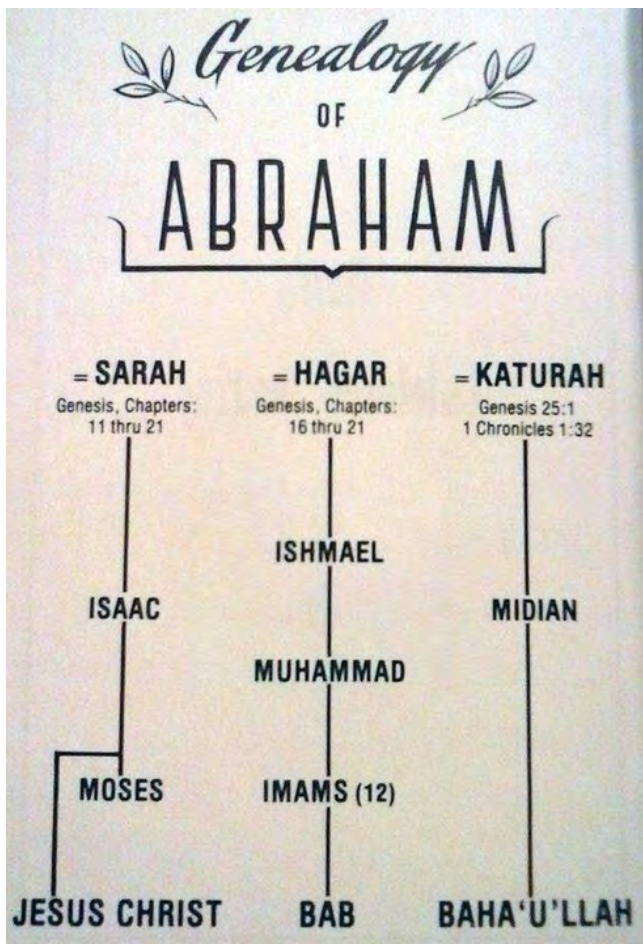 Genealogy
OF
ABRAHAM
= SARAH
Genesis, Chapters:
11 thru 21
= HAGAR
Genesis, Chapters:
16 thru 21
= KATURAH
Genesis 25:1
1 Chronicles 1:32
ISHMAEL
ISAAC
MIDIAN
MUHAMMAD
MOSES
IMAMS (12)
JESUS CHRIST
BAB
BAHA'U'LLAH